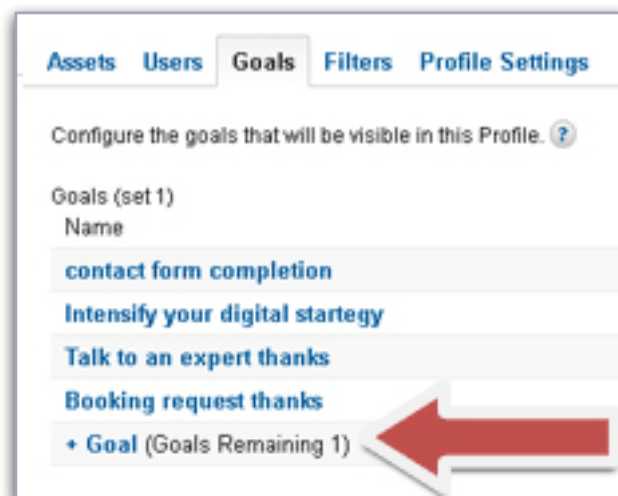 Assets Users Goals Filters Profile Settings
Configure the goals that will be visible in this Profile. ?
Goals (set 1)
Name
contact form completion
Intensify your digital startegy
Talk to an expert thanks
Booking request thanks
+ Goal (Goals Remaining 1)